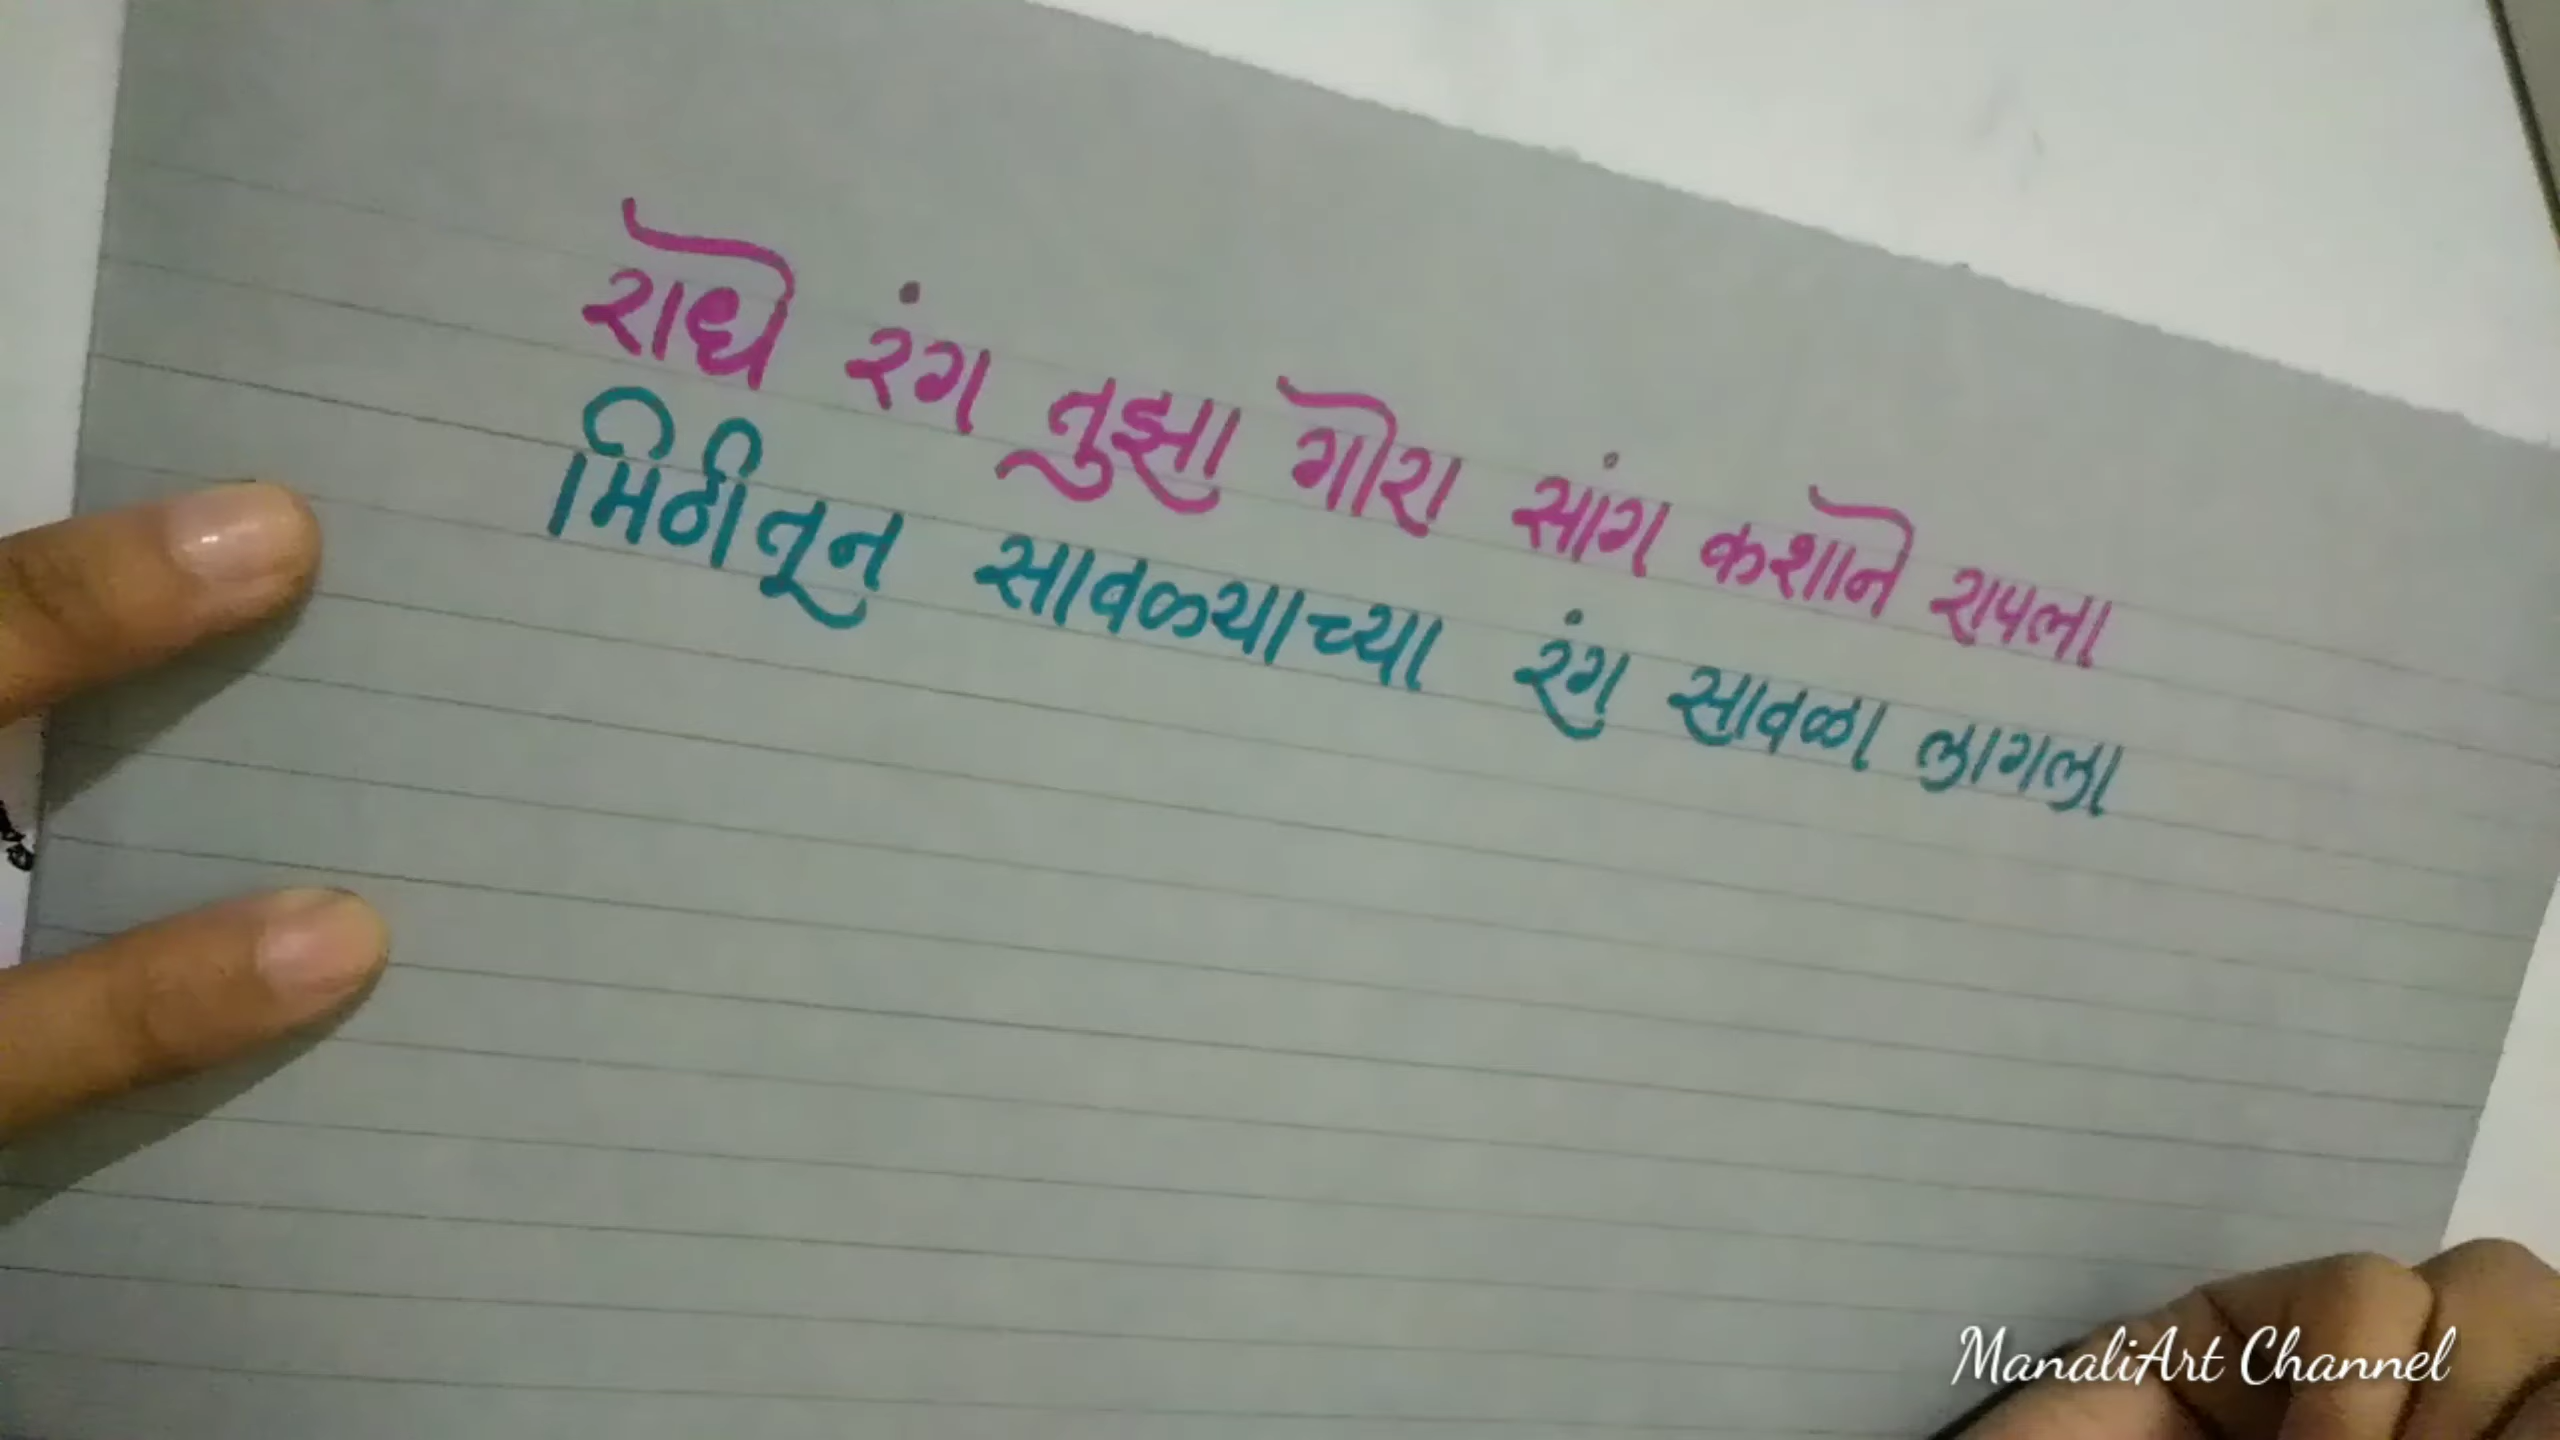 राधे रंग तुझा गोरा सांग कशाने रापला
मिठीतून सावळ्याच्या रंग सावळा लागला
ManaliArt Channel